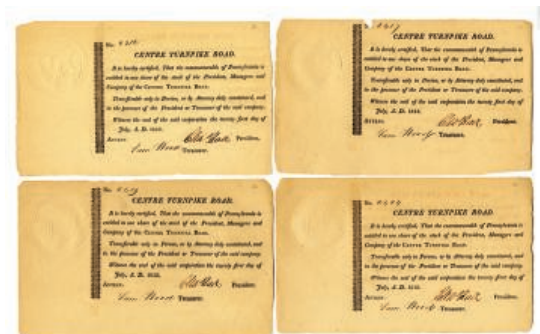 No.
CENTRE TURNPIKE ROAD.
It is hereby certified, That the commonwealth of Pennsylvania is
entitled to one share of the stock of the President, Managers and
Company of the CENTRE TURNPIKE ROAD.
Transferable only in Person, or by Attorney duly constituted, and
in the presence of the President or Treasurer of the said company.
Witness the seal of the said corporation the twenty first day of
July, A. D.
ATTEST, President.
Treasurer.
No.
CENTRE TURNPIKE ROAD.
It is hereby certified, That the commonwealth of Pennsylvania is
entitled to one share of the stock of the President, Managers and
Company of the CENTRE TURNPIKE ROAD.
Transferable only in Person, or by Attorney duly constituted, and
in the presence of the President or Treasurer of the said company.
Witness the seal of the said corporation the twenty first day of
July, A. D.
ATTEST, President.
Treasurer.
No.
CENTRE TURNPIKE ROAD.
It is hereby certified, That the commonwealth of Pennsylvania is
entitled to one share of the stock of the President, Managers and
Company of the CENTRE TURNPIKE ROAD.
Transferable only in Person, or by Attorney duly constituted, and
in the presence of the President or Treasurer of the said company.
Witness the seal of the said corporation the twenty first day of
July, A. D.
ATTEST, President.
Treasurer.
No.
CENTRE TURNPIKE ROAD.
It is hereby certified, That the commonwealth of Pennsylvania is
entitled to one share of the stock of the President, Managers and
Company of the CENTRE TURNPIKE ROAD.
Transferable only in Person, or by Attorney duly constituted, and
in the presence of the President or Treasurer of the said company.
Witness the seal of the said corporation the twenty first day of
July, A. D.
ATTEST, President.
Treasurer.